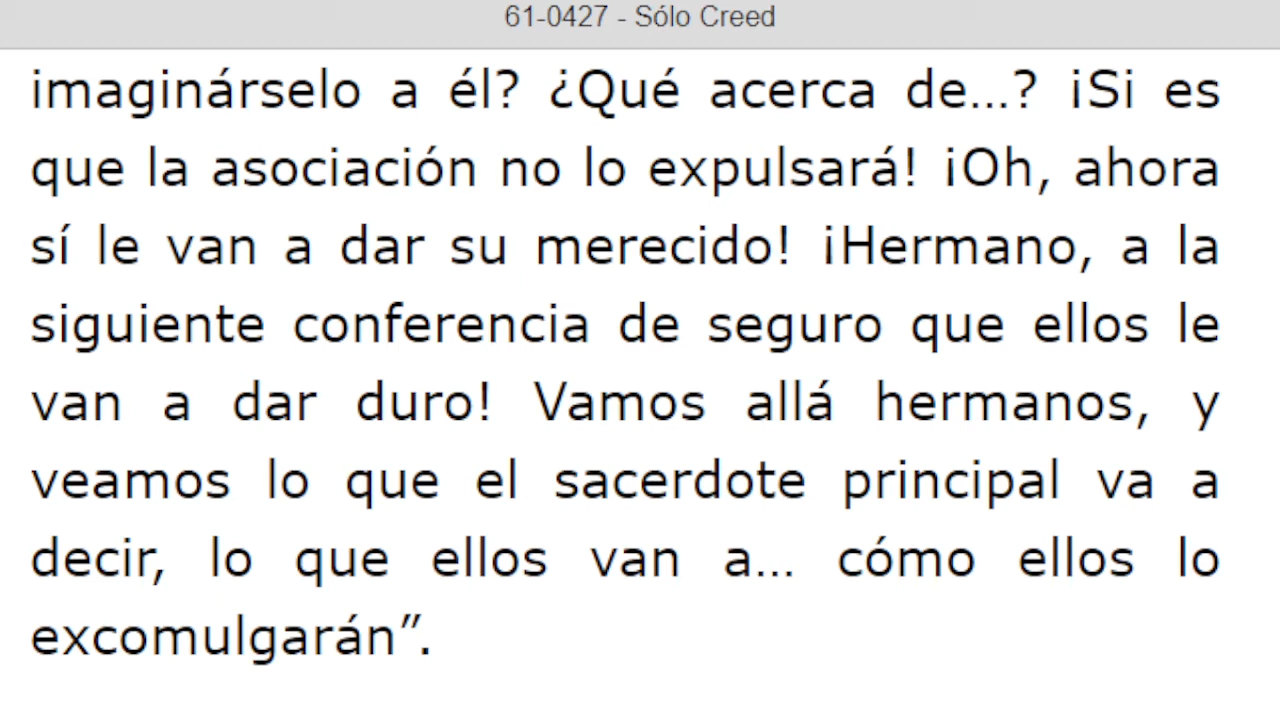 61-0427 - Sólo Creed
imaginárselo a él? ¿Qué acerca de...? ¡Si es
que la asociación no lo expulsará! ¡Oh, ahora
sí le van a dar su merecido! ¡Hermano, a la
siguiente conferencia de seguro que ellos le
van a dar duro! Vamos allá hermanos, y
veamos lo que el sacerdote principal va a
decir, lo que ellos van a... cómo ellos lo
excomulgarán”.